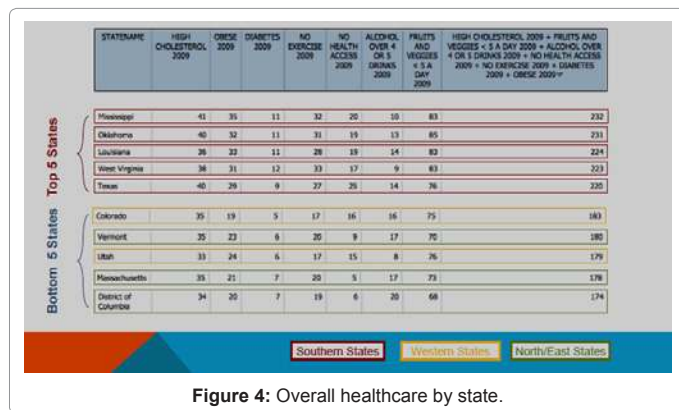 STATENAME HIGH CHOLESTEROL 2009 OBESE 2009 DIABETES 2009 NO EXERCISE 2009 NO HEALTH ACCESS 2009 ALCOHOL OVER 4 OR 5 DRINKS 2009 FRUITS AND VEGGIES < 5 A DAY 2009 HIGH CHOLESTEROL 2009 + FRUITS AND VEGGIES < 5 A DAY 2009 + ALCOHOL OVER 4 OR 5 DRINKS 2009 + NO HEALTH ACCESS 2009 + NO EXERCISE 2009 + DIABETES 2009 + OBESE 2009
Top 5 States
Mississippi 41 35 11 32 20 10 83 232
Oklahoma 40 32 11 31 19 13 85 231
Louisiana 36 33 11 28 19 14 83 224
West Virginia 38 31 12 33 17 9 83 223
Texas 40 29 9 27 25 14 76 220
Bottom 5 States
Colorado 35 19 5 17 16 16 75 183
Vermont 35 23 6 20 9 17 70 180
Utah 33 24 6 17 15 8 76 179
Massachusetts 35 21 7 20 5 17 73 178
District of Columbia 34 20 7 19 6 20 68 174
Southern States Western States North/East States
Figure 4: Overall healthcare by state.